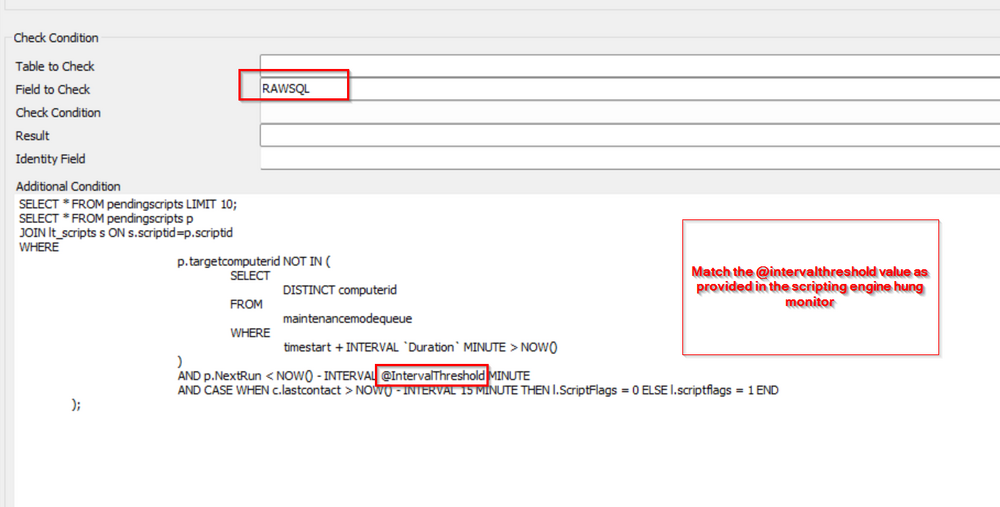 Check Condition
Table to Check
Field to Check RAWSQL
Check Condition
Result
Identity Field
Additional Condition
SELECT * FROM pendingscripts LIMIT 10;
SELECT * FROM pendingscripts p
JOIN lt_scripts s ON s.scriptid=p.scriptid
WHERE
p.targetcomputerid NOT IN (
SELECT
DISTINCT computerid
FROM
maintenancemodequeue
WHERE
timestart + INTERVAL `Duration` MINUTE > NOW()
)
AND p.NextRun < NOW() - INTERVAL @IntervalThreshold MINUTE
AND CASE WHEN c.lastcontact > NOW() - INTERVAL 15 MINUTE THEN l.ScriptFlags = 0 ELSE l.scriptflags = 1 END
);
Match the @intervalthreshold value as
provided in the scripting engine hung
monitor